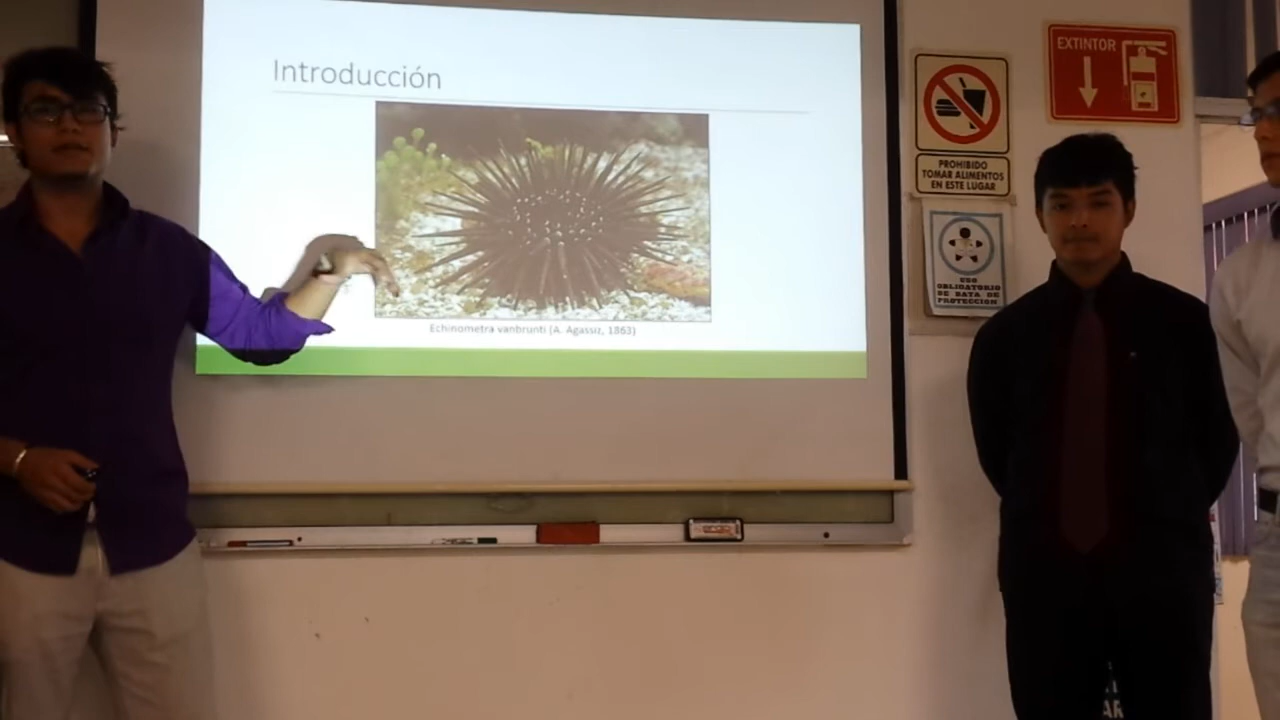 Introducción
Echinometra vanbrunti (A. Agassiz, 1863)
EXTINTOR
PROHIBIDO
TOMAR ALIMENTOS
EN ESTE LUGAR
USO
OBLIGATORIO
DE BATA DE
PROTECCION